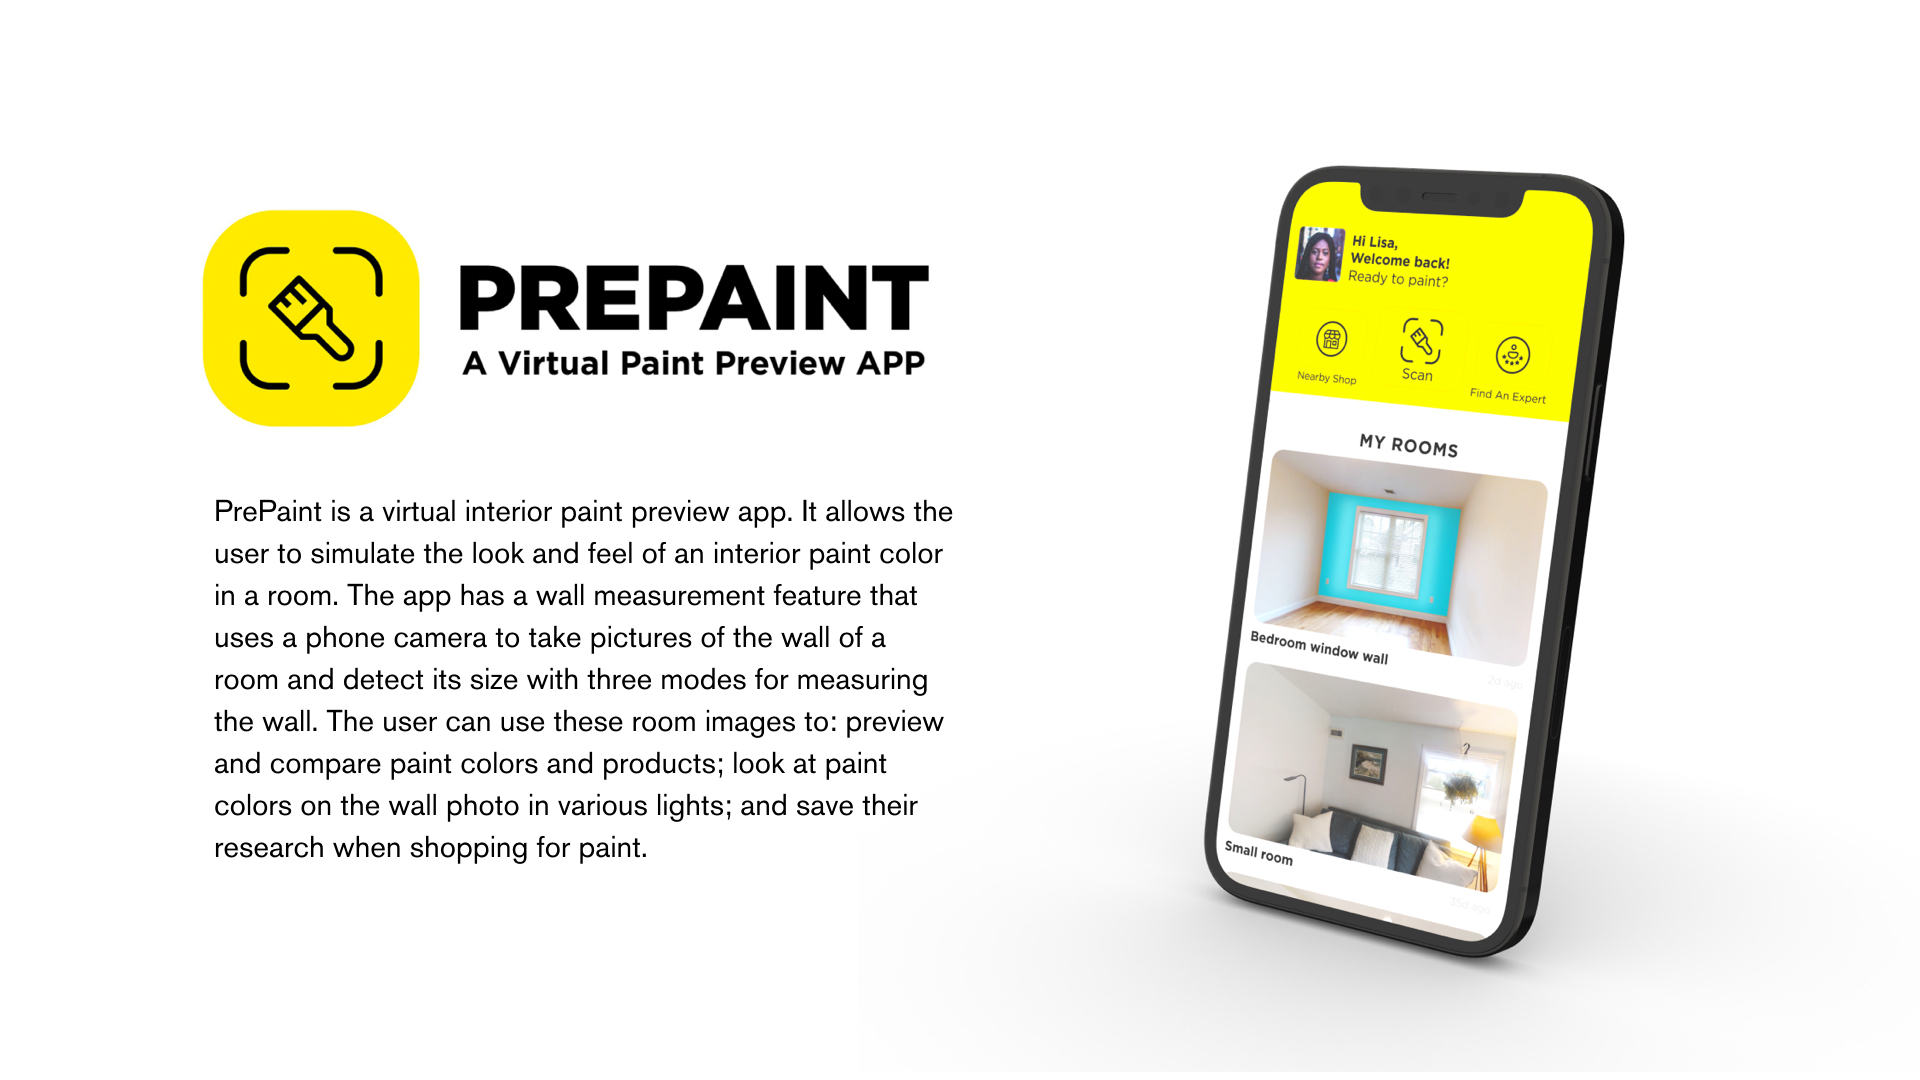 PREPAINT
A Virtual Paint Preview APP
PrePaint is a virtual interior paint preview app. It allows the
user to simulate the look and feel of an interior paint color
in a room. The app has a wall measurement feature that
uses a phone camera to take pictures of the wall of a
room and detect its size with three modes for measuring
the wall. The user can use these room images to: preview
and compare paint colors and products; look at paint
colors on the wall photo in various lights; and save their
research when shopping for paint.
Hi Lisa,
Welcome back!
Ready to paint?
Nearby Shop
Scan
Find An Expert
MY ROOMS
Bedroom window wall
2d ago
Small room
35d ago